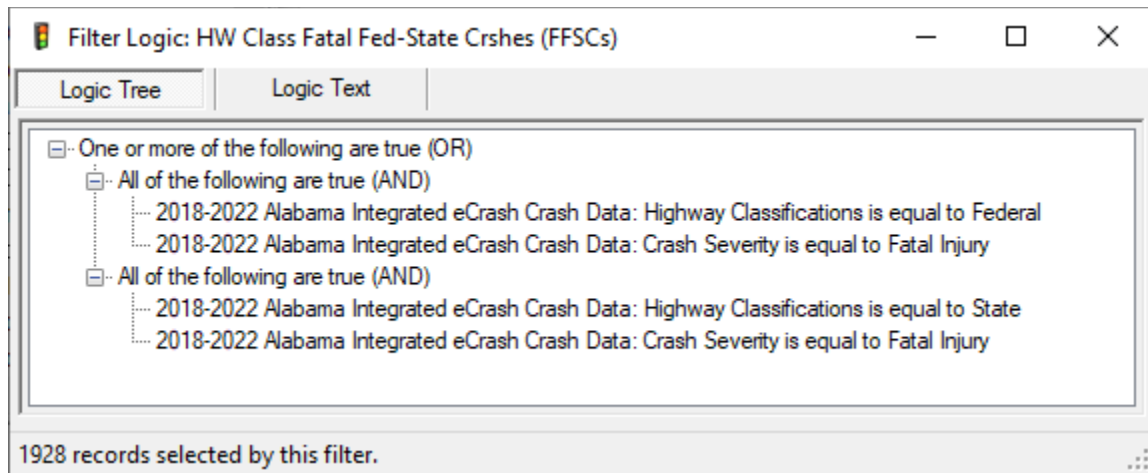 Filter Logic: HW Class Fatal Fed-State Crshes (FFSCs)
Logic Tree
Logic Text
One or more of the following are true (OR)
All of the following are true (AND)
2018-2022 Alabama Integrated eCrash Crash Data: Highway Classifications is equal to Federal
2018-2022 Alabama Integrated eCrash Crash Data: Crash Severity is equal to Fatal Injury
All of the following are true (AND)
2018-2022 Alabama Integrated eCrash Crash Data: Highway Classifications is equal to State
2018-2022 Alabama Integrated eCrash Crash Data: Crash Severity is equal to Fatal Injury
1928 records selected by this filter.